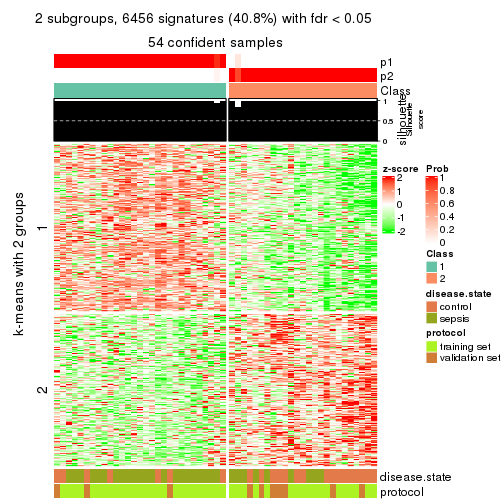 2 subgroups, 6456 signatures (40.8%) with fdr < 0.05
54 confident samples
p1
p2
Class
silhouette
Silhouette
score
1
0.5
0
k-means with 2 groups
1
2
z-score
2
1
0
-1
-2
Prob
1
0.8
0.6
0.4
0.2
0
Class
1
2
disease.state
control
sepsis
protocol
training set
validation set
disease.state
protocol